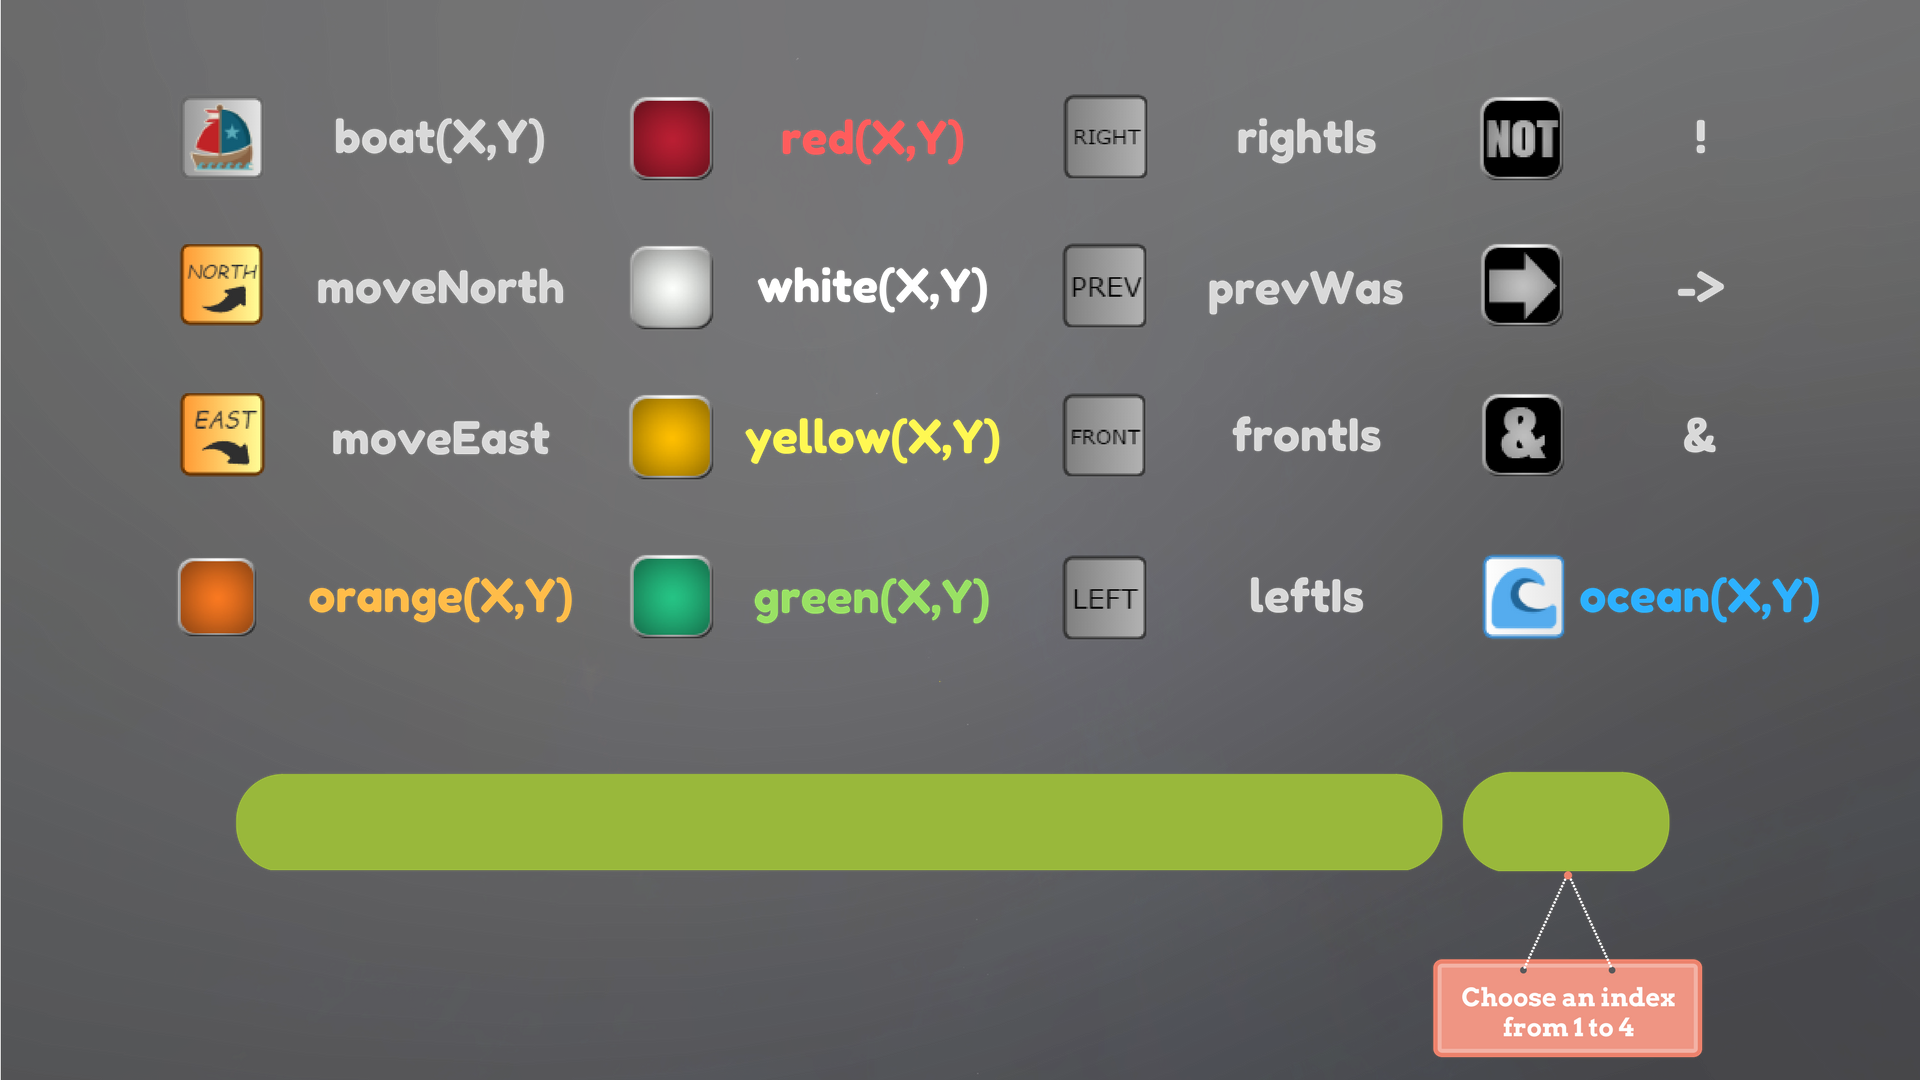 boat(X,Y) red(X,Y) RIGHT rightIs NOT !
NORTH moveNorth white(X,Y) PREV prevWas ->
EAST moveEast yellow(X,Y) FRONT frontIs & &
orange(X,Y) green(X,Y) LEFT leftIs ocean(X,Y)
Choose an index
from 1 to 4